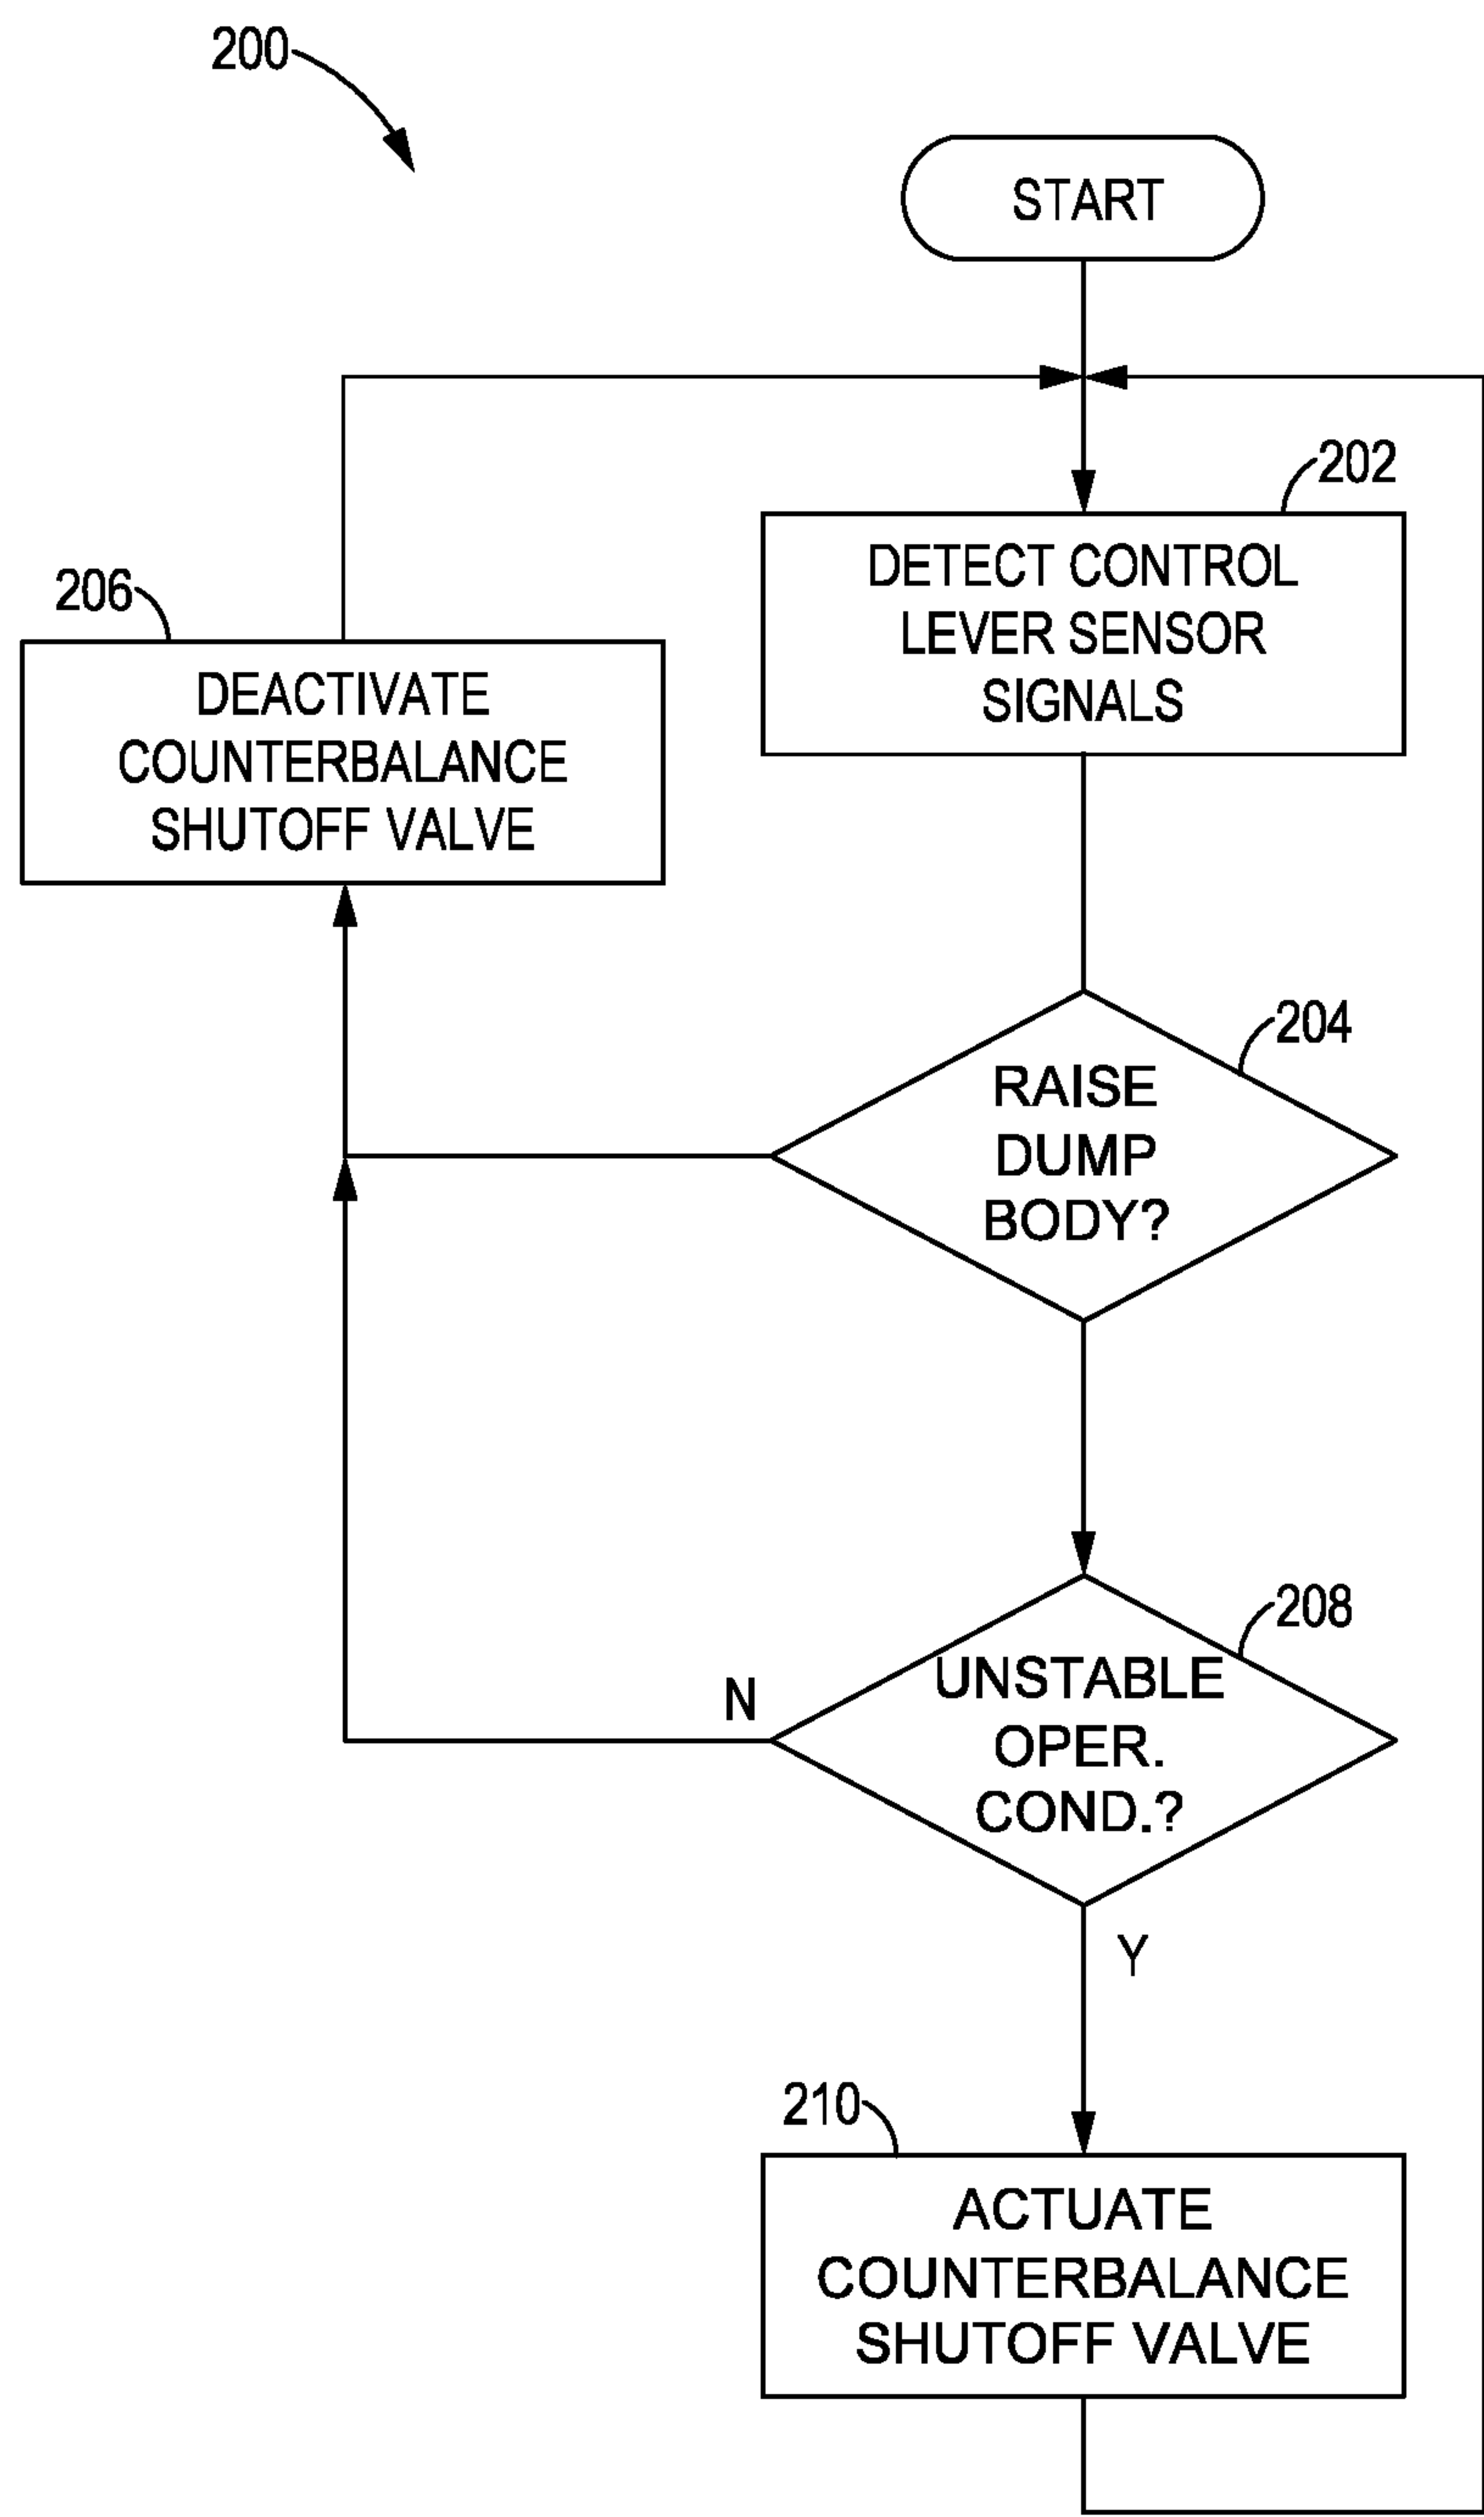 200
START
202
DETECT CONTROL
LEVER SENSOR
SIGNALS
206
DEACTIVATE
COUNTERBALANCE
SHUTOFF VALVE
204
RAISE
DUMP
BODY?
208
UNSTABLE
OPER.
COND.?
N
Y
210
ACTUATE
COUNTERBALANCE
SHUTOFF VALVE